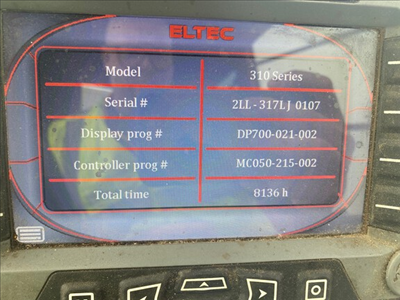 ELTEC
Model 310 Series
Serial # 2LL - 317LJ 0107
Display prog # DP700-021-002
Controller prog # MC050-215-002
Total time 8136 h